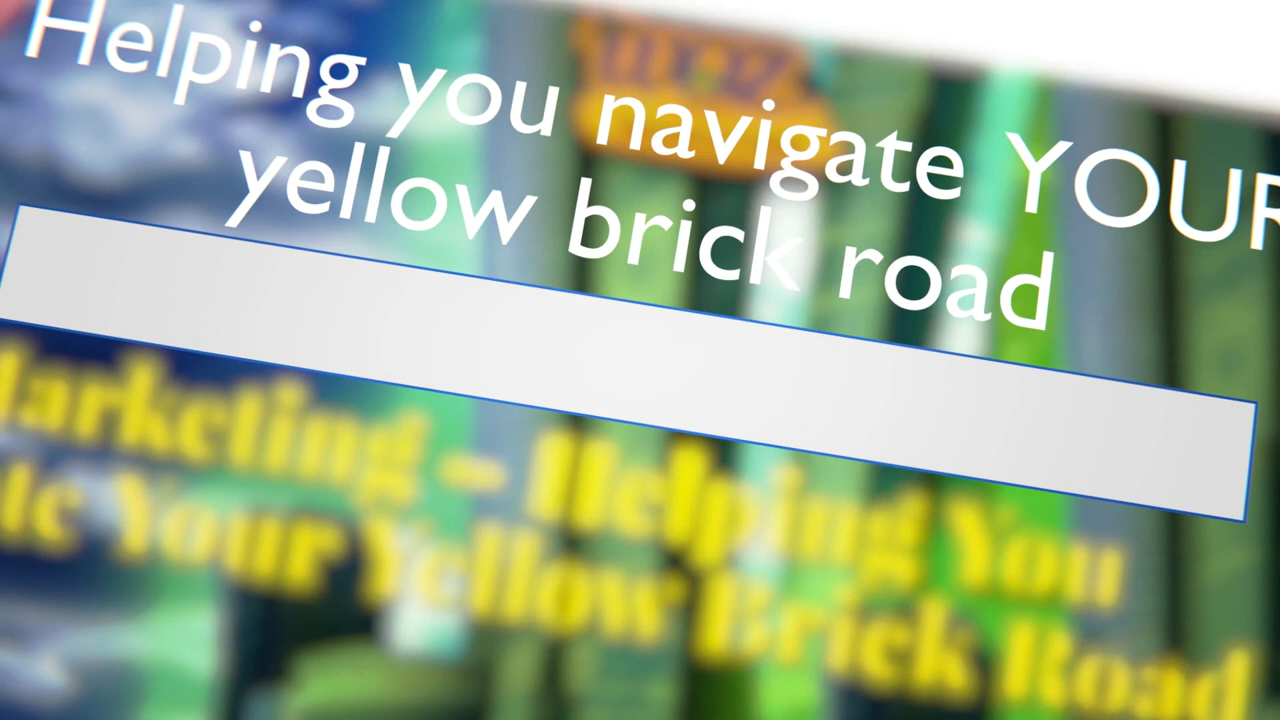 Helping you navigate YOUR
yellow brick road
Marketing – Helping You
Your Yellow Brick Road